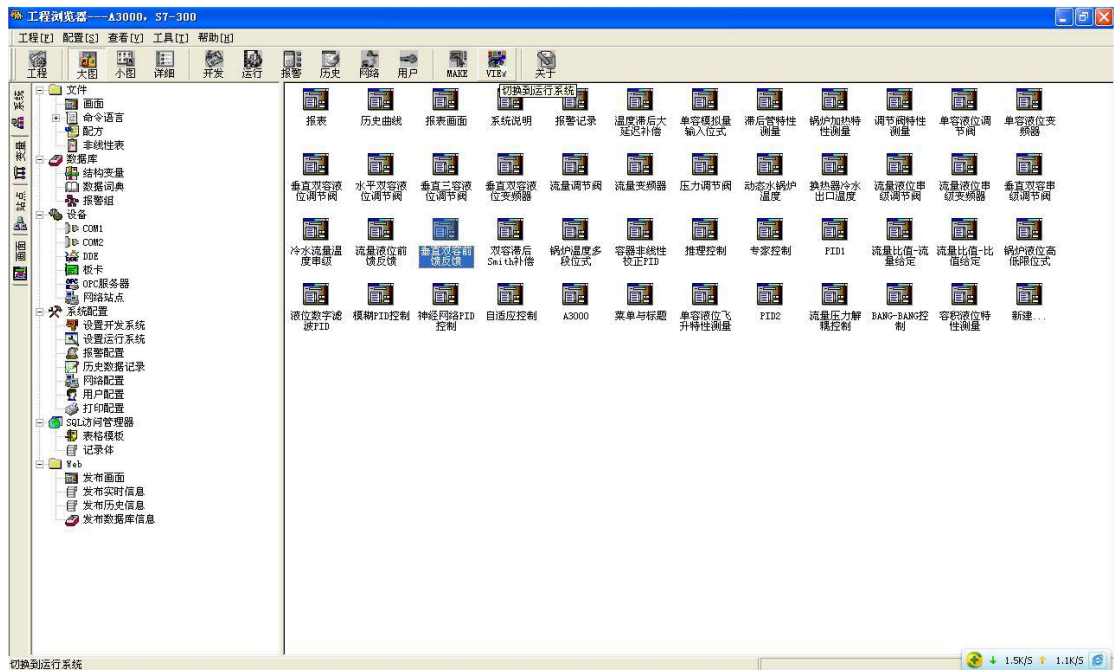 工程浏览器---A3000, S7-300
工程[E] 配置[S] 查看[V] 工具[T] 帮助[H]
工程 大图 小图 详细 开发 运行 报警 历史 网络 用户 MAKE VIEW 关于
切换到运行系统
系统
变量
站点
画面
文件
画面
命令语言
配方
非线性表
数据库
结构变量
数据词典
报警组
设备
COM1
COM2
DDE
板卡
OPC服务器
网络站点
系统配置
设置开发系统
设置运行系统
报警配置
历史数据记录
网络配置
用户配置
打印配置
SQL访问管理器
表格模板
记录体
Web
发布画面
发布实时信息
发布历史信息
发布数据库信息
报表 历史曲线 报表画面 系统说明 报警记录 温度滞后大 单容模拟量 滞后管特性 锅炉加热特 调节阀特性 单容液位调 单容液位变
延迟补偿 输入位式 测量 性测量 测量 节阀 频器
垂直双容液 水平双容液 垂直三容液 垂直双容液 流量调节阀 流量变频器 压力调节阀 动态水锅炉 换热器冷水 流量液位串 流量液位串 垂直双容串
位调节阀 位调节阀 位调节阀 位变频器 温度 出口温度 级调节阀 级变频器 级调节阀
冷水流量温 流量液位前 垂直双容前 双容滞后 锅炉温度多 容器非线性 推理控制 专家控制 PID1 流量比值-流 流量比值-比 锅炉液位高
度串级 馈反馈 馈反馈 Smith补偿 段位式 校正PID 量给定 值给定 低限位式
液位数字滤 模糊PID控制 神经网络PID 自适应控制 A3000 菜单与标题 单容液位飞 PID2 流量压力解 BANG-BANG控 容积液位特 新建...
波PID 控制 升特性测量 耦控制 制 性测量
切换到运行系统
1.5K/S 1.1K/S